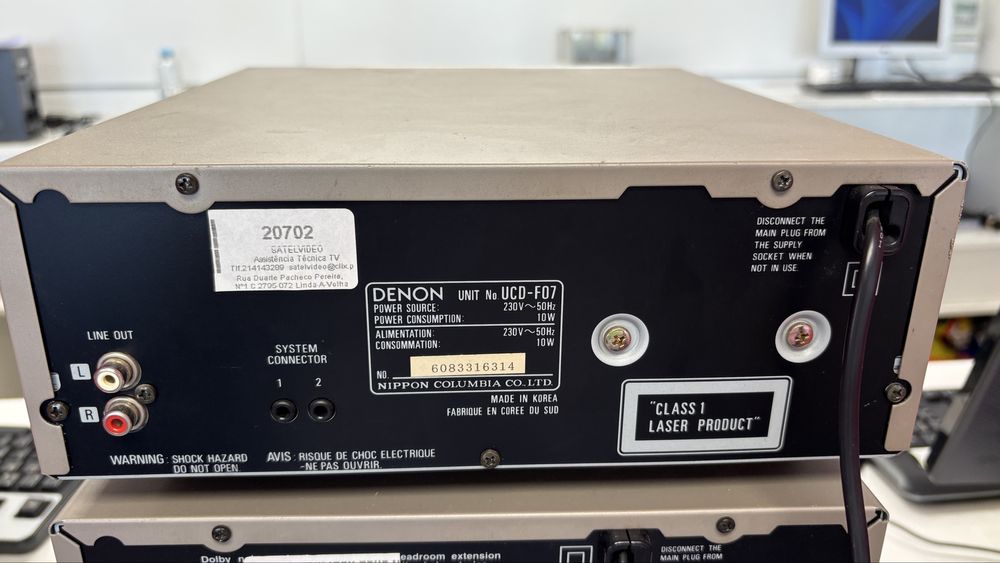 20702
SATELVIDEO
Assistência Técnica TV
Tlf.214143289 satelvideo@clix.p
Rua Duarte Pacheco Pereira,
Nº1 C 2795-072 Linda-A-Velha
DISCONNECT THE
MAIN PLUG FROM
THE SUPPLY
SOCKET WHEN
NOT IN USE.
DENON UNIT No. UCD-F07
POWER SOURCE: 230V～50Hz
POWER CONSUMPTION: 10W
ALIMENTATION: 230V～50Hz
CONSOMMATION: 10W
NO. 6083316314
NIPPON COLUMBIA CO., LTD.
MADE IN KOREA
FABRIQUE EN COREE DU SUD
LINE OUT
L
R
SYSTEM
CONNECTOR
1 2
"CLASS 1
LASER PRODUCT"
WARNING: SHOCK HAZARD
DO NOT OPEN.
AVIS: RISQUE DE CHOC ELECTRIQUE
-NE PAS OUVRIR.
Dolby
headroom extension
DISCONNECT THE
MAIN PLUG FROM